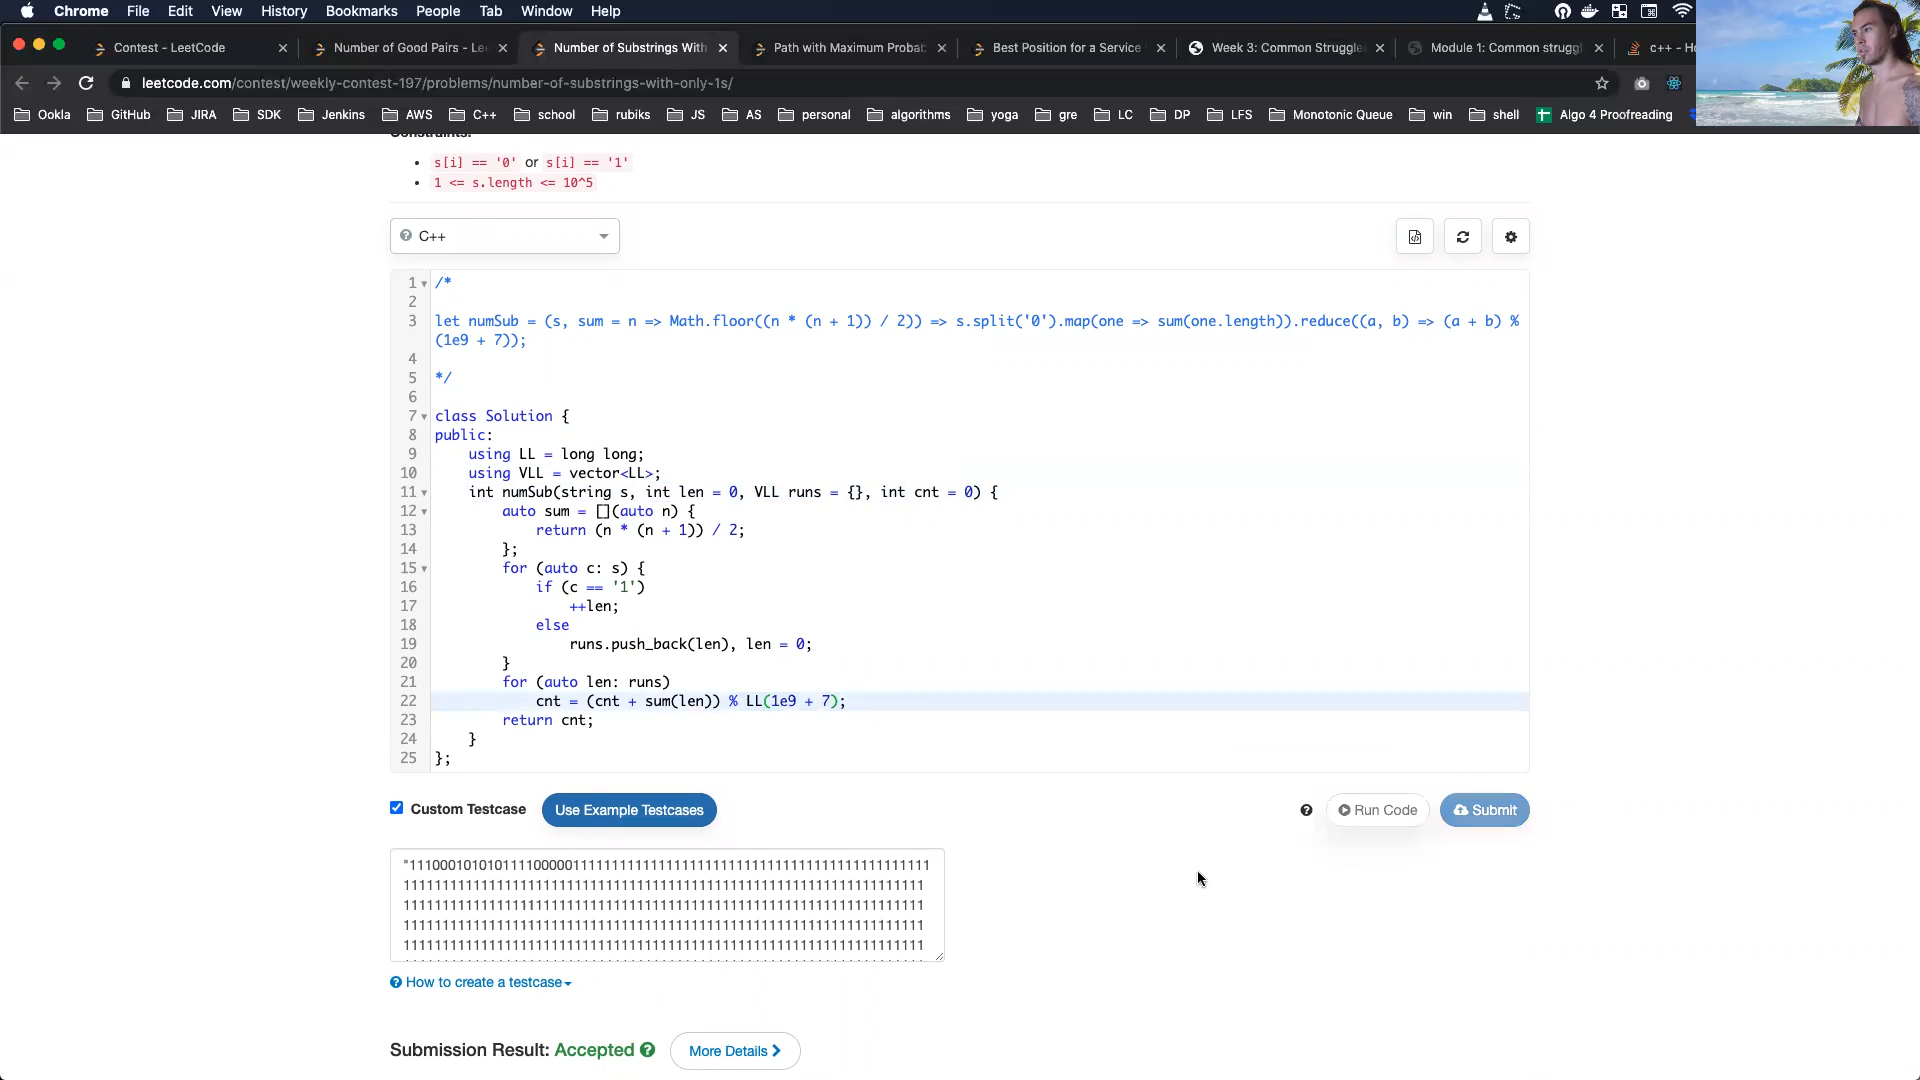 Chrome File Edit View History Bookmarks People Tab Window Help
Contest - LeetCode
Number of Good Pairs - Le
Number of Substrings With
Path with Maximum Probab
Best Position for a Service
Week 3: Common Struggle
Module 1: Common struggl
c++ - Ho
leetcode.com/contest/weekly-contest-197/problems/number-of-substrings-with-only-1s/
Ookla GitHub JIRA SDK Jenkins AWS C++ school rubiks JS AS personal algorithms yoga gre LC DP LFS Monotonic Queue win shell Algo 4 Proofreading
Constraints:
s[i] == '0' or s[i] == '1'
1 <= s.length <= 10^5
C++
1 /*
2
3 let numSub = (s, sum = n => Math.floor((n * (n + 1)) / 2)) => s.split('0').map(one => sum(one.length)).reduce((a, b) => (a + b) %
(1e9 + 7));
4
5 */
6
7 class Solution {
8 public:
9 using LL = long long;
10 using VLL = vector<LL>;
11 int numSub(string s, int len = 0, VLL runs = {}, int cnt = 0) {
12 auto sum = [](auto n) {
13 return (n * (n + 1)) / 2;
14 };
15 for (auto c: s) {
16 if (c == '1')
17 ++len;
18 else
19 runs.push_back(len), len = 0;
20 }
21 for (auto len: runs)
22 cnt = (cnt + sum(len)) % LL(1e9 + 7);
23 return cnt;
24 }
25 };
Custom Testcase
Use Example Testcases
Run Code
Submit
How to create a testcase
Submission Result: Accepted
More Details